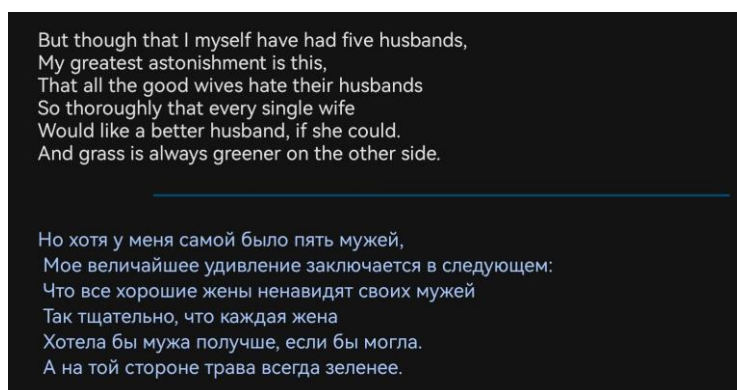 But though that I myself have had five husbands,
My greatest astonishment is this,
That all the good wives hate their husbands
So thoroughly that every single wife
Would like a better husband, if she could.
And grass is always greener on the other side.
Но хотя у меня самой было пять мужей,
Мое величайшее удивление заключается в следующем:
Что все хорошие жены ненавидят своих мужей
Так тщательно, что каждая жена
Хотела бы мужа получше, если бы могла.
А на той стороне трава всегда зеленее.